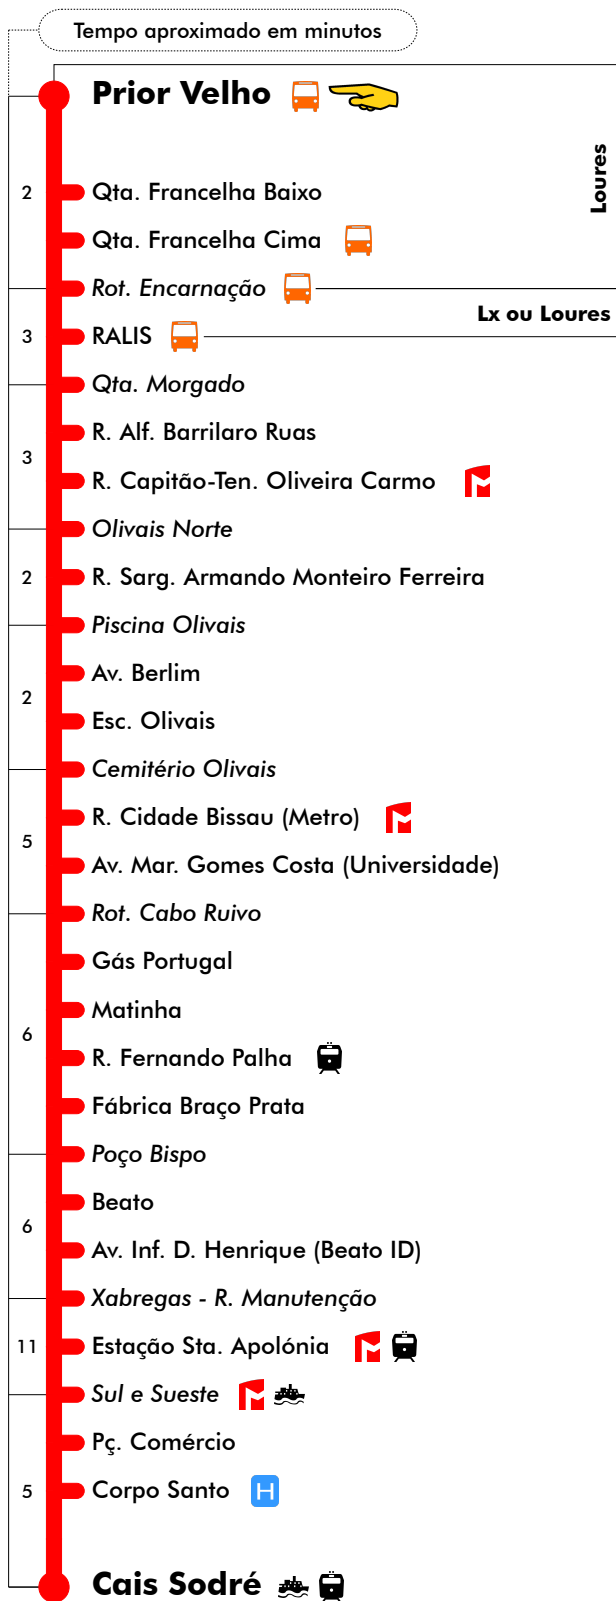 Tempo aproximado em minutos
Prior Velho
Loures
2
Qta. Francelha Baixo
Qta. Francelha Cima
Rot. Encarnação
Lx ou Loures
3
RALIS
Qta. Morgado
R. Alf. Barrilaro Ruas
3
R. Capitão-Ten. Oliveira Carmo
Olivais Norte
2
R. Sarg. Armando Monteiro Ferreira
Piscina Olivais
Av. Berlim
2
Esc. Olivais
Cemitério Olivais
R. Cidade Bissau (Metro)
5
Av. Mar. Gomes Costa (Universidade)
Rot. Cabo Ruivo
Gás Portugal
Matinha
6
R. Fernando Palha
Fábrica Braço Prata
Poço Bispo
Beato
6
Av. Inf. D. Henrique (Beato ID)
Xabregas - R. Manutenção
11
Estação Sta. Apolónia
Sul e Sueste
Pç. Comércio
5
Corpo Santo
H
Cais Sodré